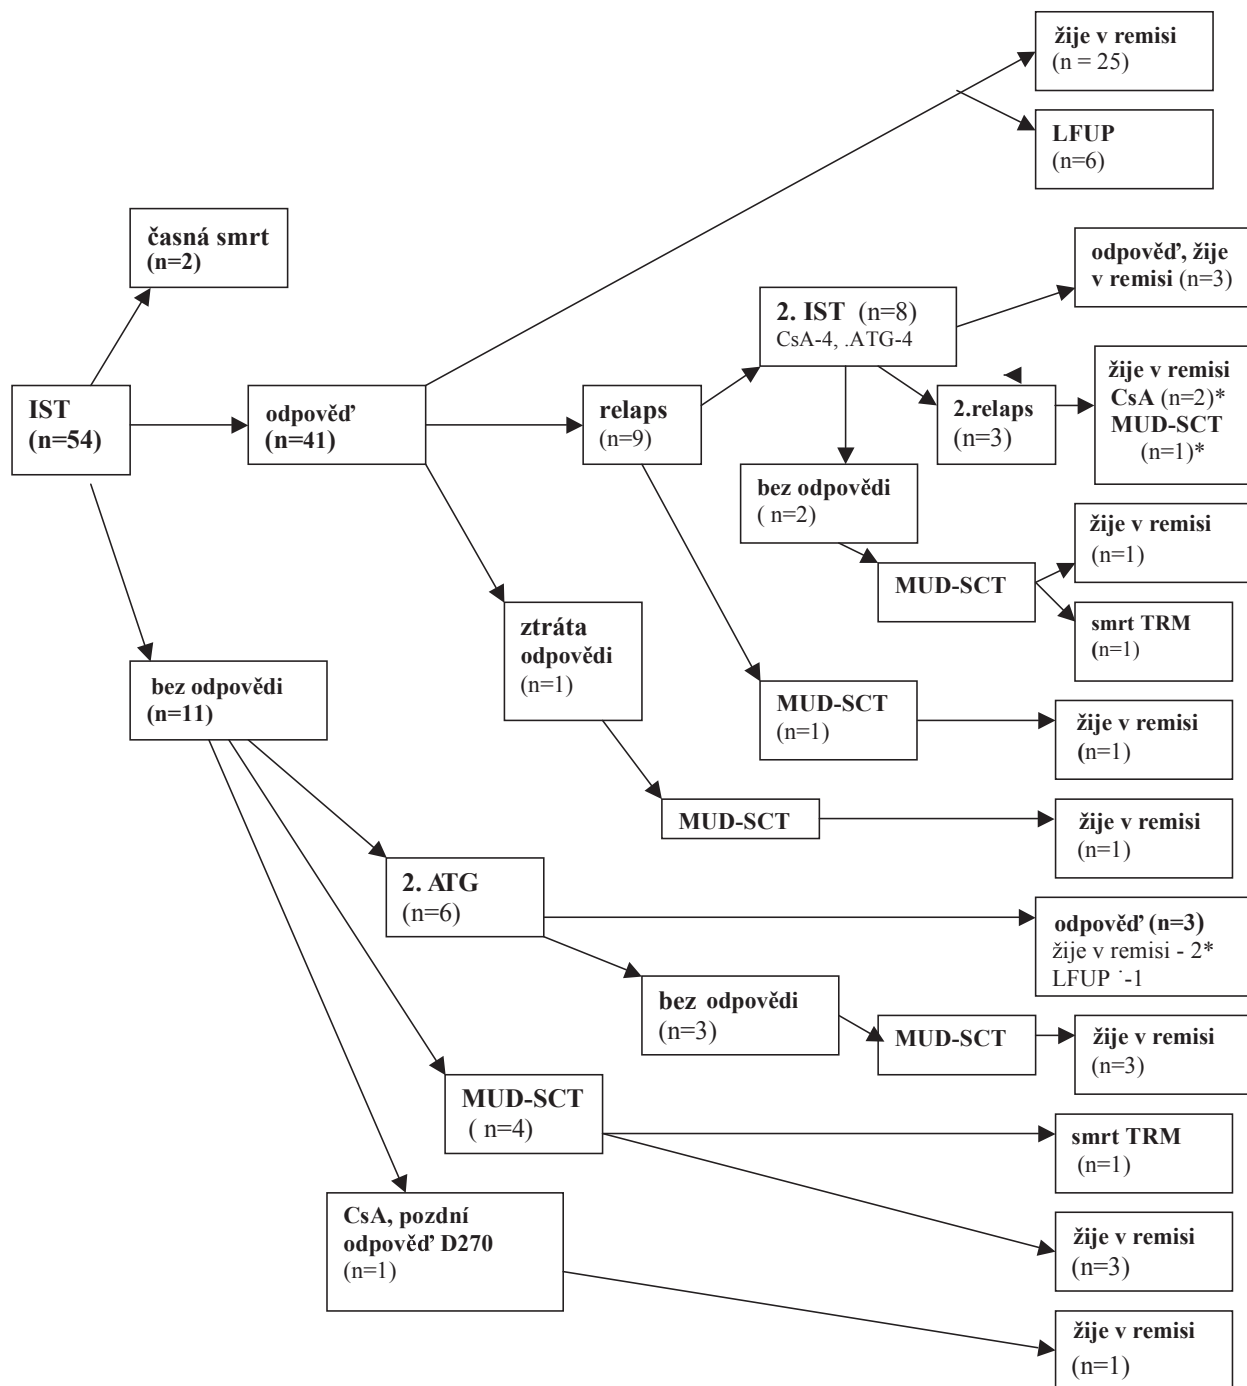 žije v remisi
(n = 25)
LFUP
(n=6)
časná smrt
(n=2)
odpověď, žije
v remisi (n=3)
2. IST (n=8)
CsA-4, .ATG-4
IST
(n=54)
odpověď
(n=41)
relaps
(n=9)
2.relaps
(n=3)
žije v remisi
CsA (n=2)*
MUD-SCT
(n=1)*
bez odpovědi
( n=2)
žije v remisi
(n=1)
MUD-SCT
smrt TRM
(n=1)
ztráta
odpovědi
(n=1)
bez odpovědi
(n=11)
MUD-SCT
(n=1)
žije v remisi
(n=1)
MUD-SCT
žije v remisi
(n=1)
2. ATG
(n=6)
odpověď (n=3)
žije v remisi - 2*
LFUP ˙-1
bez odpovědi
(n=3)
MUD-SCT
žije v remisi
(n=3)
MUD-SCT
( n=4)
smrt TRM
(n=1)
CsA, pozdní
odpověď D270
(n=1)
žije v remisi
(n=3)
žije v remisi
(n=1)